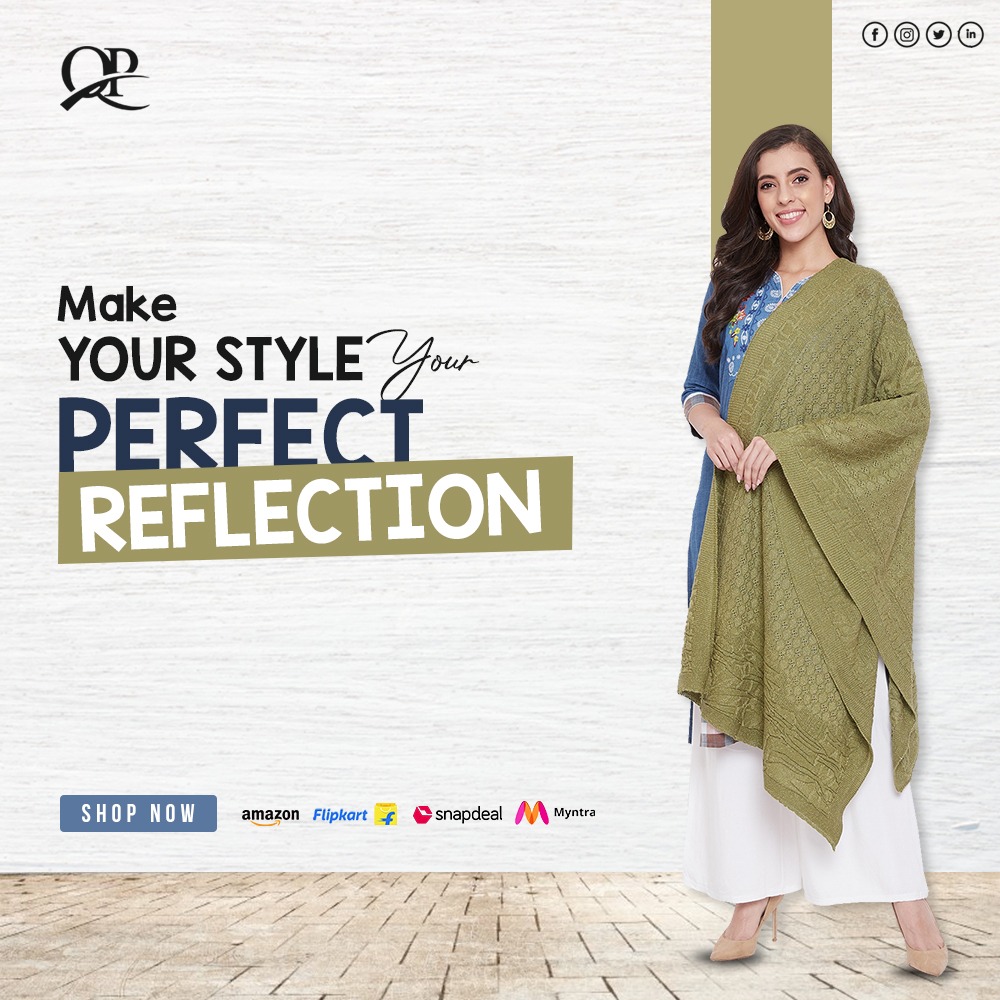 QP
Make
YOUR STYLE Your
PERFECT
REFLECTION
SHOP NOW
amazon Flipkart snapdeal Myntra